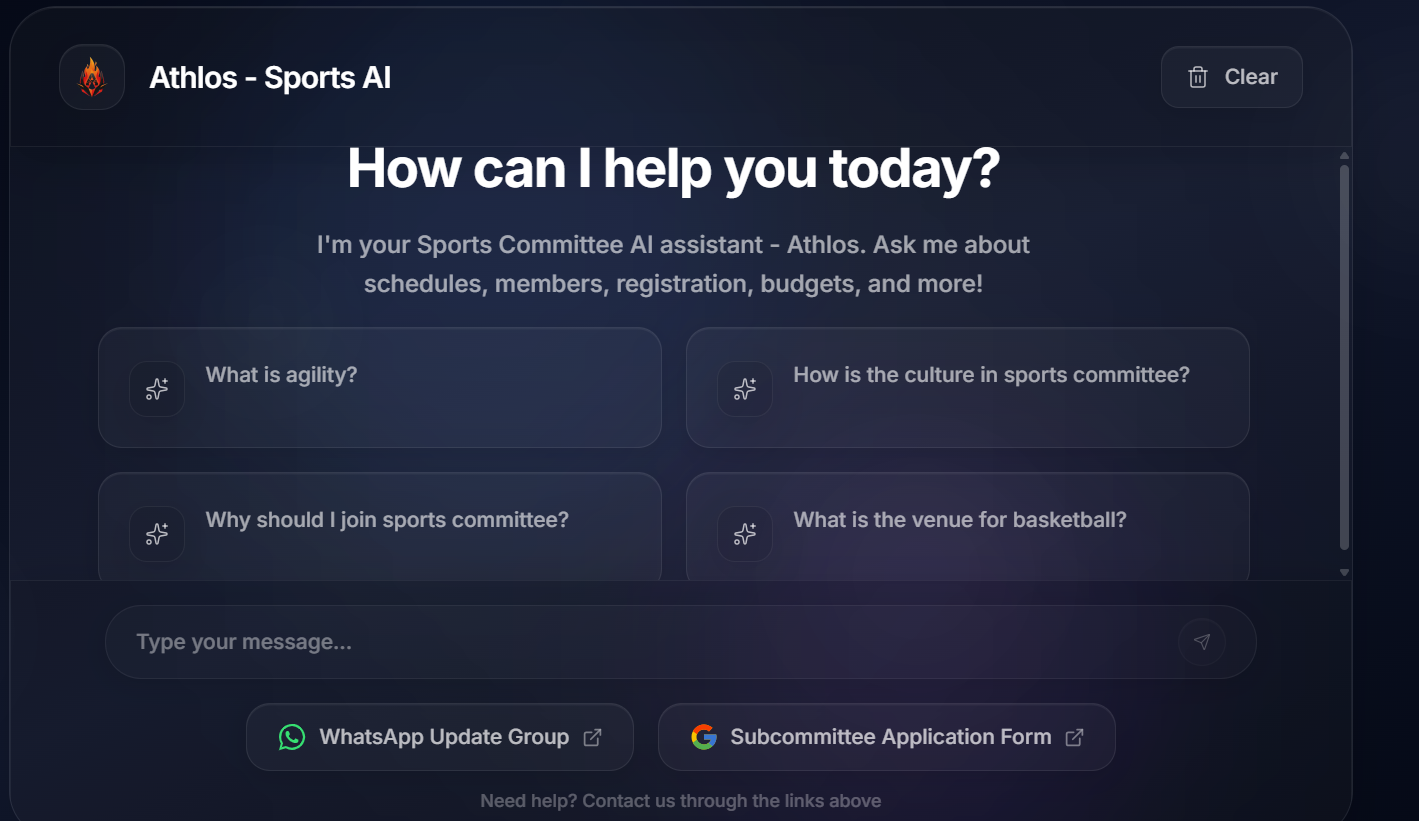 Athlos - Sports AI
Clear
How can I help you today?
I'm your Sports Committee AI assistant - Athlos. Ask me about
schedules, members, registration, budgets, and more!
What is agility?
How is the culture in sports committee?
Why should I join sports committee?
What is the venue for basketball?
Type your message...
WhatsApp Update Group
Subcommittee Application Form
Need help? Contact us through the links above